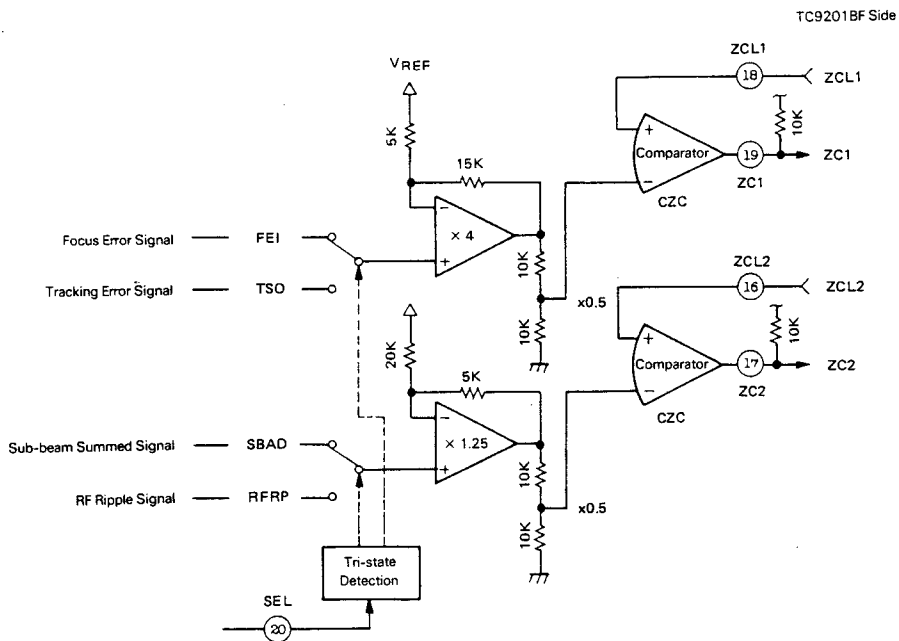 TC9201BF Side
ZCL1
18
ZCL1
VREF
10K
5K
15K
+
Comparator
19
ZC1
−
ZC1
CZC
−
× 4
Focus Error Signal
FEI
+
10K
ZCL2
16
ZCL2
Tracking Error Signal
TSO
x0.5
10K
10K
20K
5K
+
Comparator
17
ZC2
−
ZC2
CZC
−
× 1.25
Sub-beam Summed Signal
SBAD
+
10K
RF Ripple Signal
RFRP
x0.5
10K
Tri-state
Detection
SEL
20